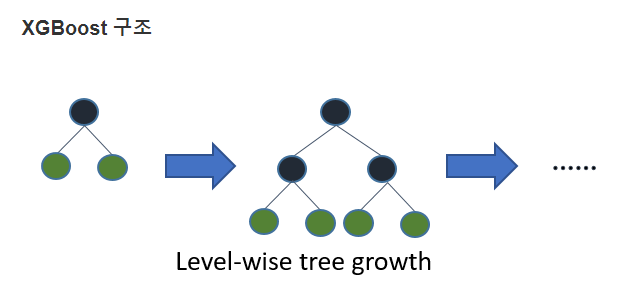 XGBoost 구조
......
Level-wise tree growth